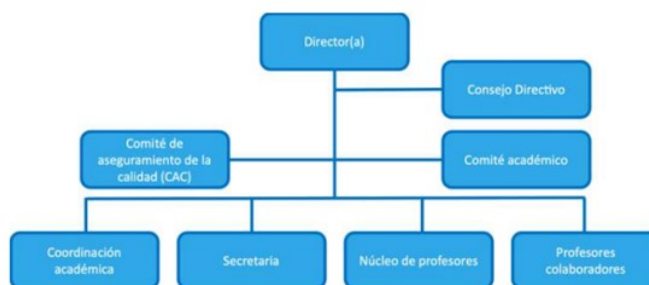 Director(a)
Consejo Directivo
Comité de
aseguramiento de la
calidad (CAC)
Comité académico
Coordinación
académica
Secretaria
Núcleo de profesores
Profesores
colaboradores